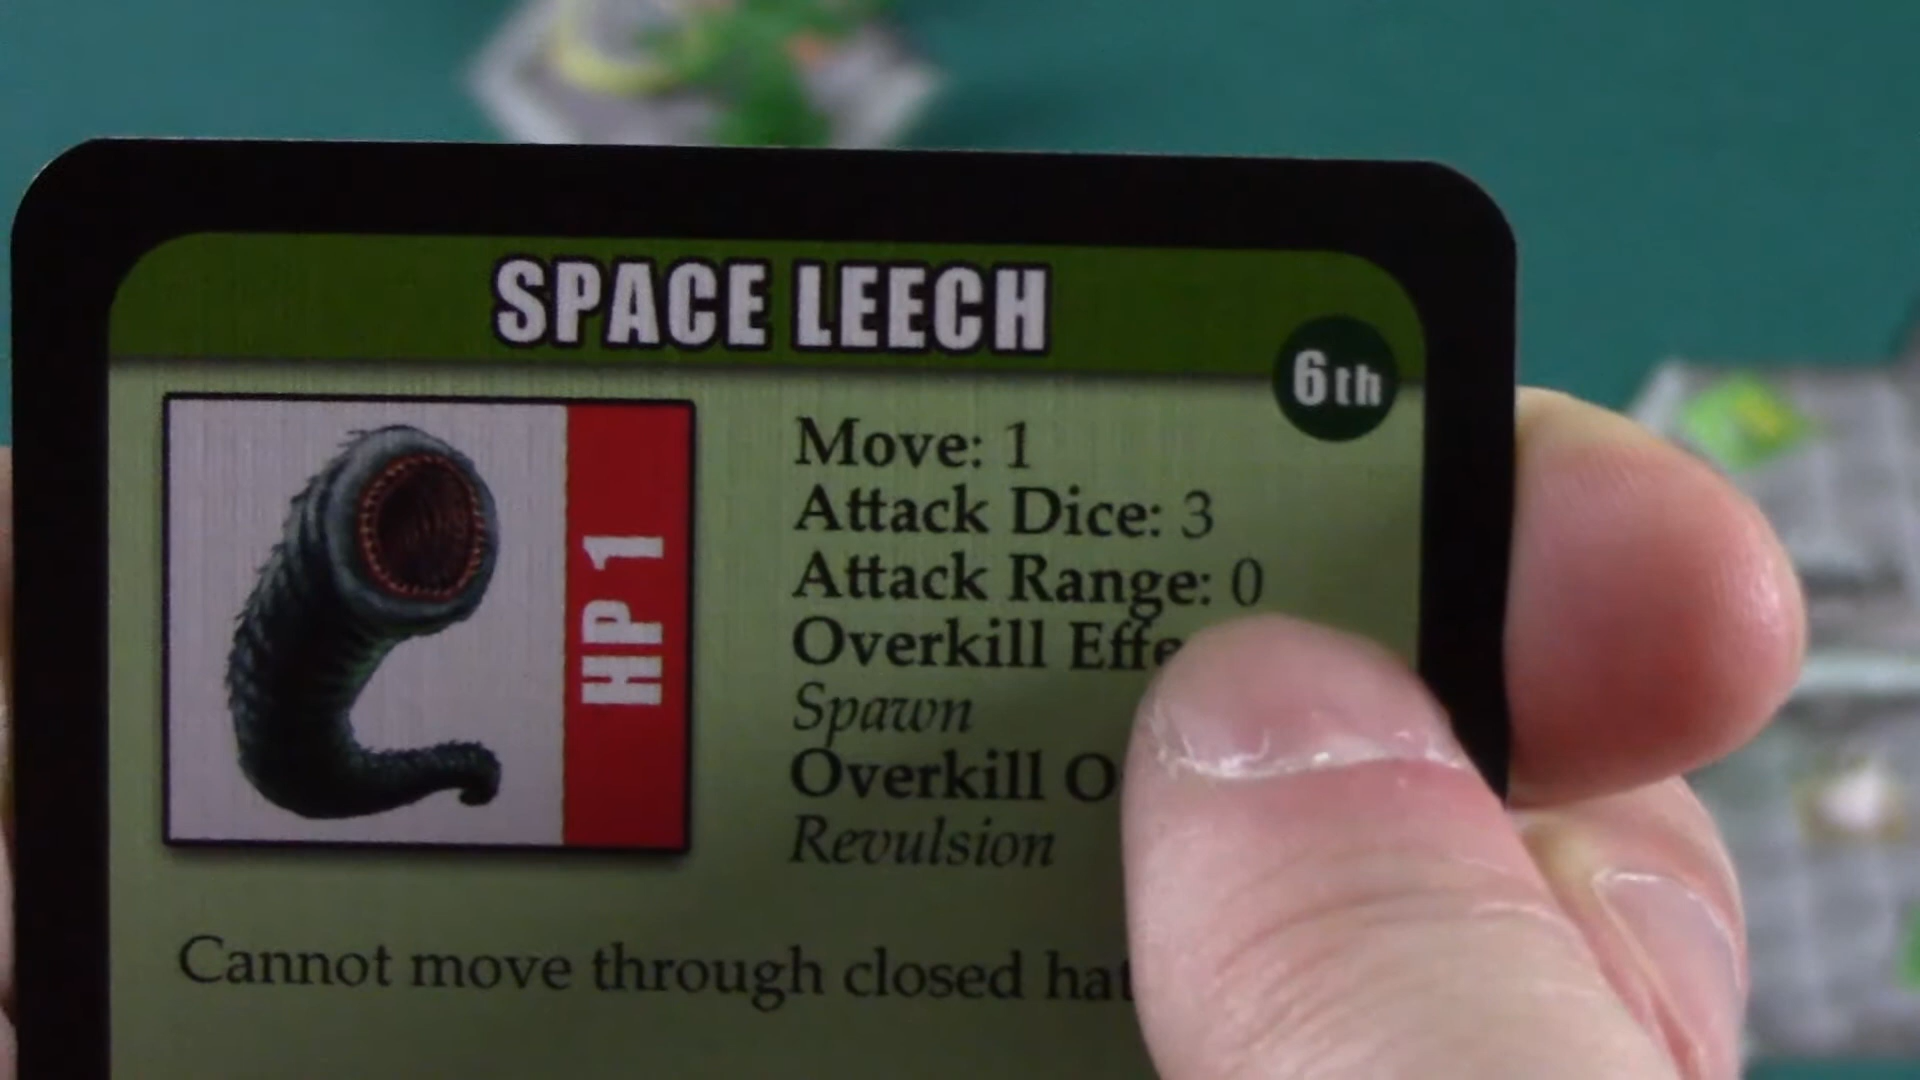 SPACE LEECH
6th
HP 1
Move: 1
Attack Dice: 3
Attack Range: 0
Overkill
Spawn
Overkill
Revulsion
Cannot move through closed